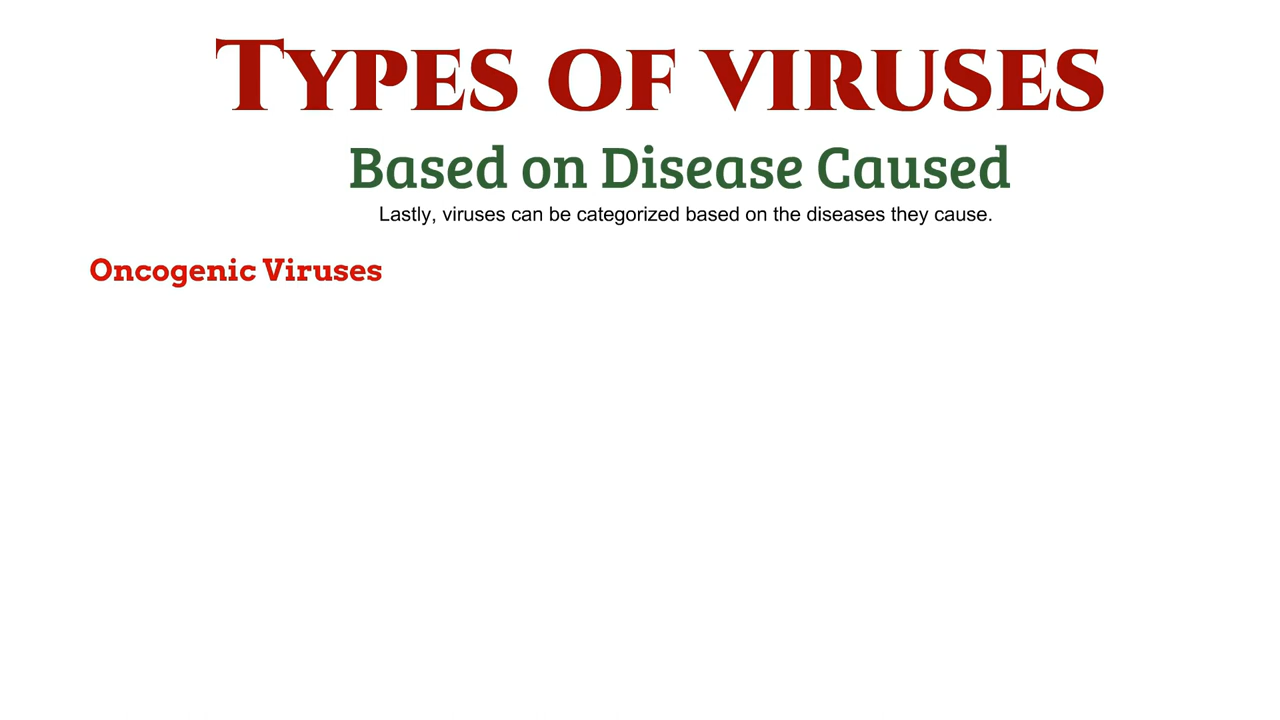 Types of viruses
Based on Disease Caused
Lastly, viruses can be categorized based on the diseases they cause.
Oncogenic Viruses